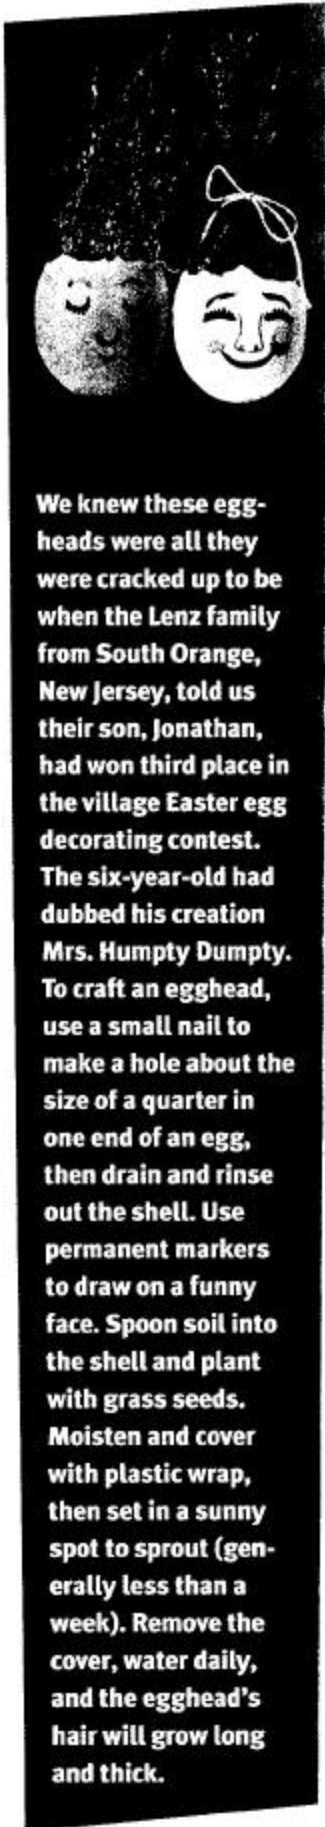 We knew these egg-
heads were all they
were cracked up to be
when the Lenz family
from South Orange,
New Jersey, told us
their son, Jonathan,
had won third place in
the village Easter egg
decorating contest.
The six-year-old had
dubbed his creation
Mrs. Humpty Dumpty.
To craft an egghead,
use a small nail to
make a hole about the
size of a quarter in
one end of an egg,
then drain and rinse
out the shell. Use
permanent markers
to draw on a funny
face. Spoon soil into
the shell and plant
with grass seeds.
Moisten and cover
with plastic wrap,
then set in a sunny
spot to sprout (gen-
erally less than a
week). Remove the
cover, water daily,
and the egghead's
hair will grow long
and thick.